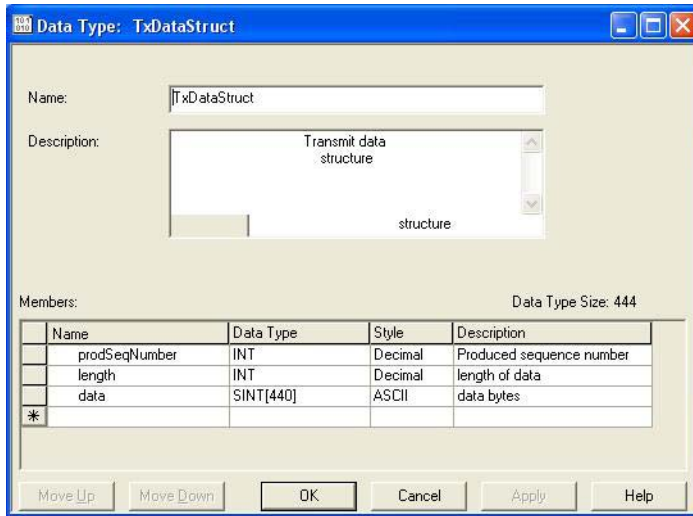 Data Type: TxDataStruct
Name: TxDataStruct
Description: Transmit data
structure
structure
Members: Data Type Size: 444
Name Data Type Style Description
prodSeqNumber INT Decimal Produced sequence number
length INT Decimal length of data
data SINT[440] ASCII data bytes
*
Move Up Move Down OK Cancel Apply Help